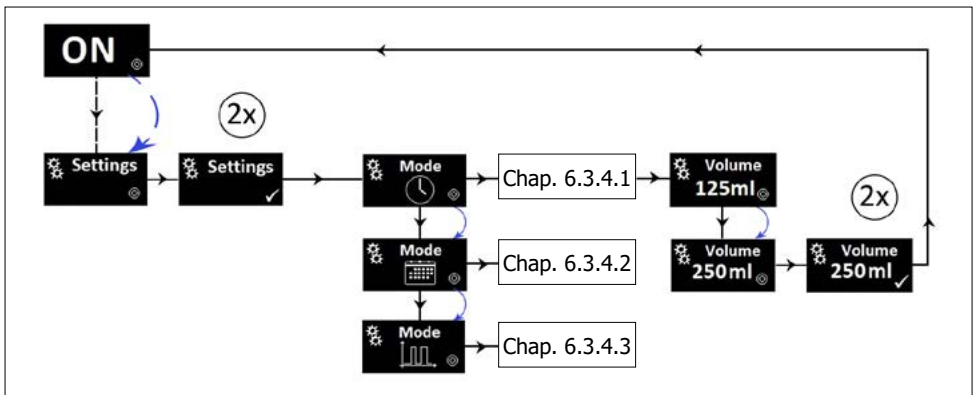 ON
2x
Settings
Settings
Mode
Chap. 6.3.4.1
Volume
125ml
2x
Mode
Chap. 6.3.4.2
Volume
250ml
Volume
250ml
Mode
Chap. 6.3.4.3